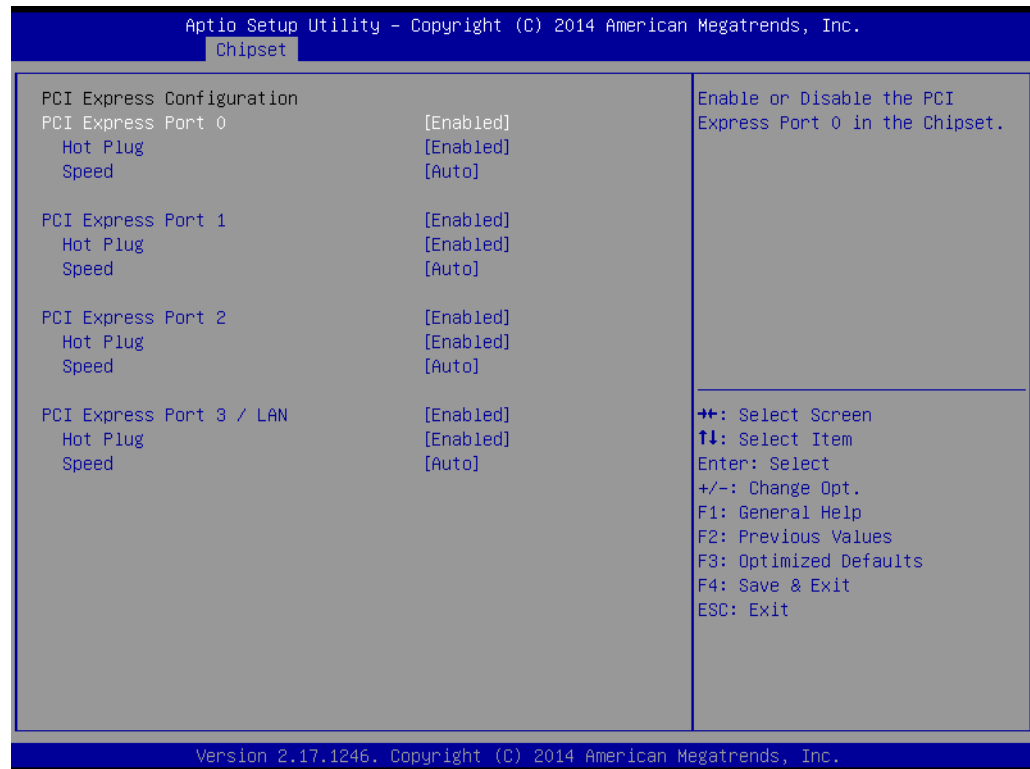 Aptio Setup Utility – Copyright (C) 2014 American Megatrends, Inc.
Chipset
PCI Express Configuration
PCI Express Port 0 [Enabled]
Hot Plug [Enabled]
Speed [Auto]
PCI Express Port 1 [Enabled]
Hot Plug [Enabled]
Speed [Auto]
PCI Express Port 2 [Enabled]
Hot Plug [Enabled]
Speed [Auto]
PCI Express Port 3 / LAN [Enabled]
Hot Plug [Enabled]
Speed [Auto]
Enable or Disable the PCI
Express Port 0 in the Chipset.
→←: Select Screen
↑↓: Select Item
Enter: Select
+/-: Change Opt.
F1: General Help
F2: Previous Values
F3: Optimized Defaults
F4: Save & Exit
ESC: Exit
Version 2.17.1246. Copyright (C) 2014 American Megatrends, Inc.